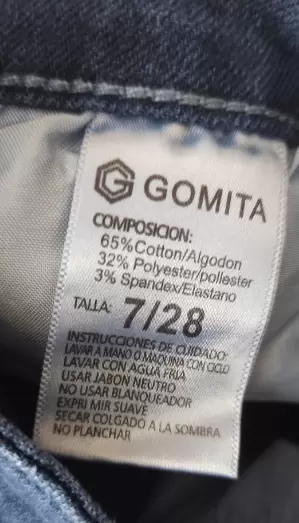 GOMITA
COMPOSICION:
65%Cotton/Algodon
32% Polyester/poliester
3% Spandex/Elastano
TALLA: 7/28
INSTRUCCIONES DE CUIDADO:
LAVAR A MANO O MAQUINA CON CICLO
LAVAR CON AGUA FRIA
USAR JABON NEUTRO
NO USAR BLANQUEADOR
EXPRI MIR SUAVE
SECAR COLGADO A LA SOMBRA
NO PLANCHAR